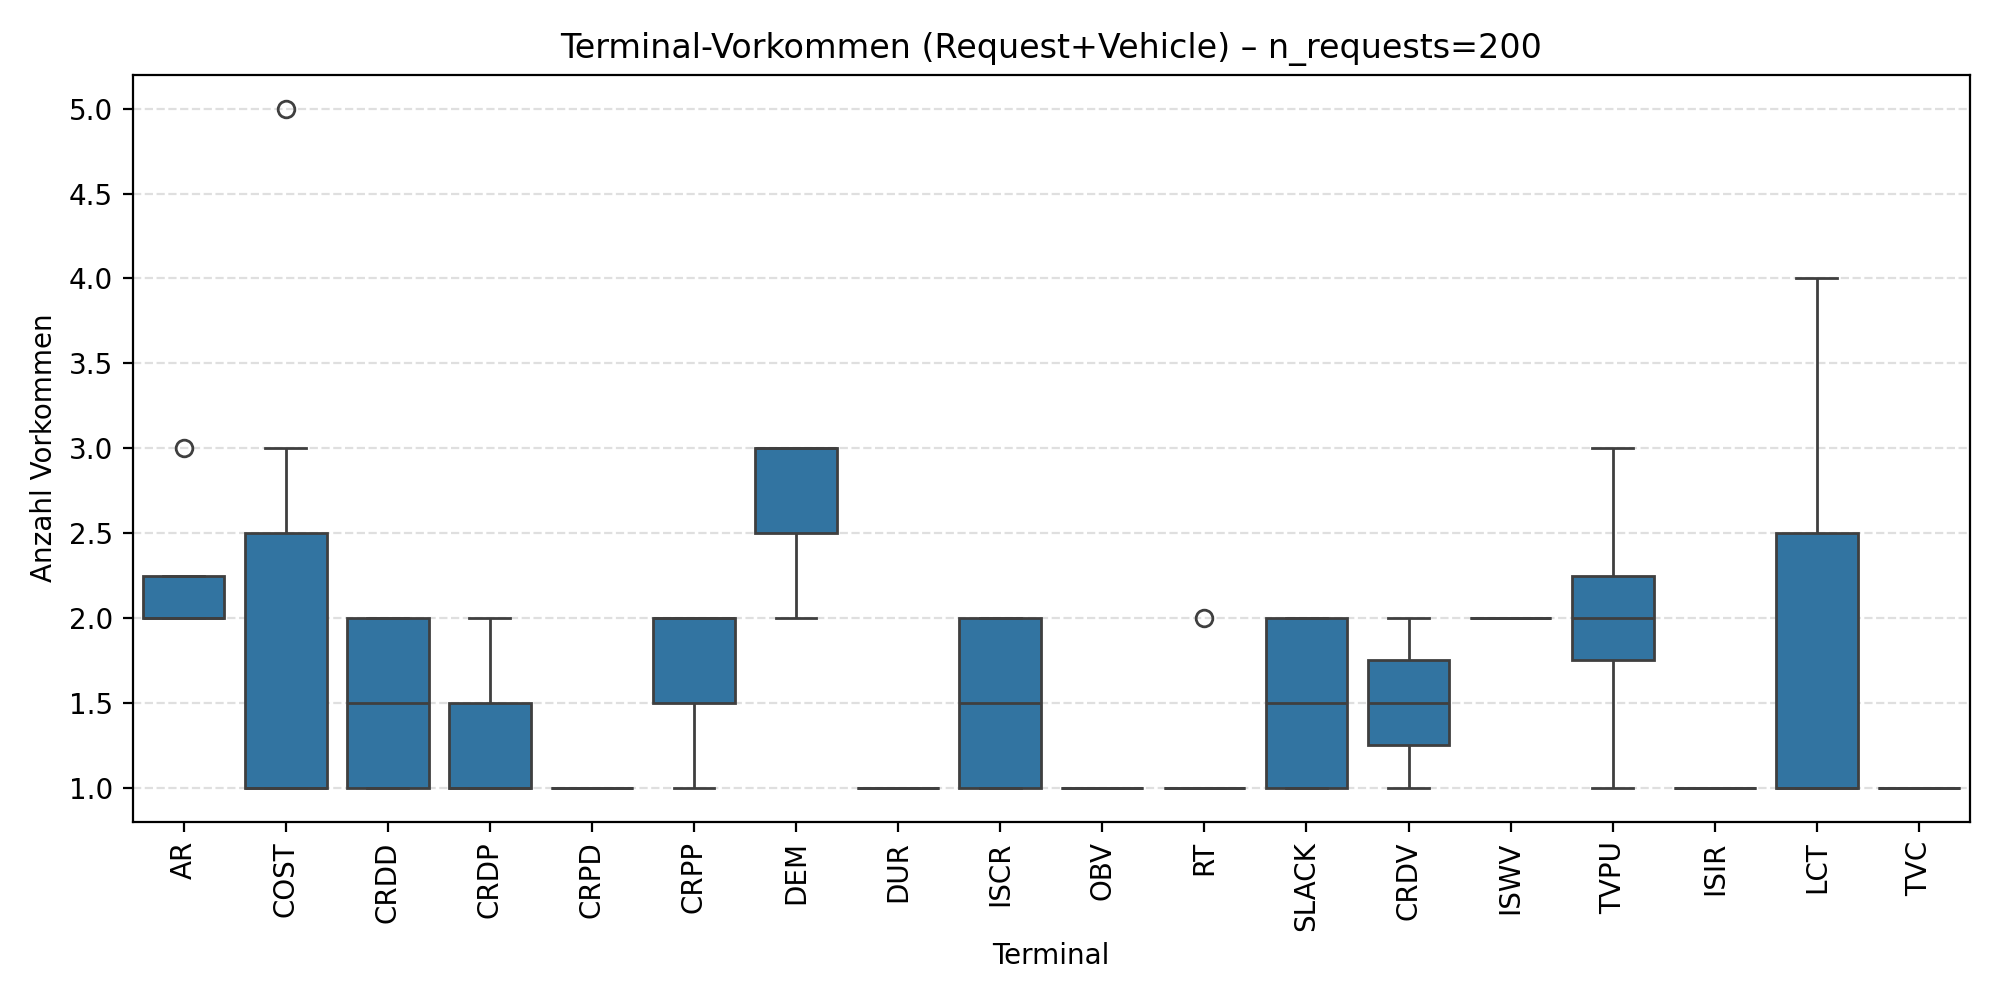 Terminal-Vorkommen (Request+Vehicle) – n_requests=200
Anzahl Vorkommen
5.0
4.5
4.0
3.5
3.0
2.5
2.0
1.5
1.0
AR
COST
CRDD
CRDP
CRPD
CRPP
DEM
DUR
ISCR
OBV
RT
SLACK
CRDV
ISWV
TVPU
ISIR
LCT
TVC
Terminal